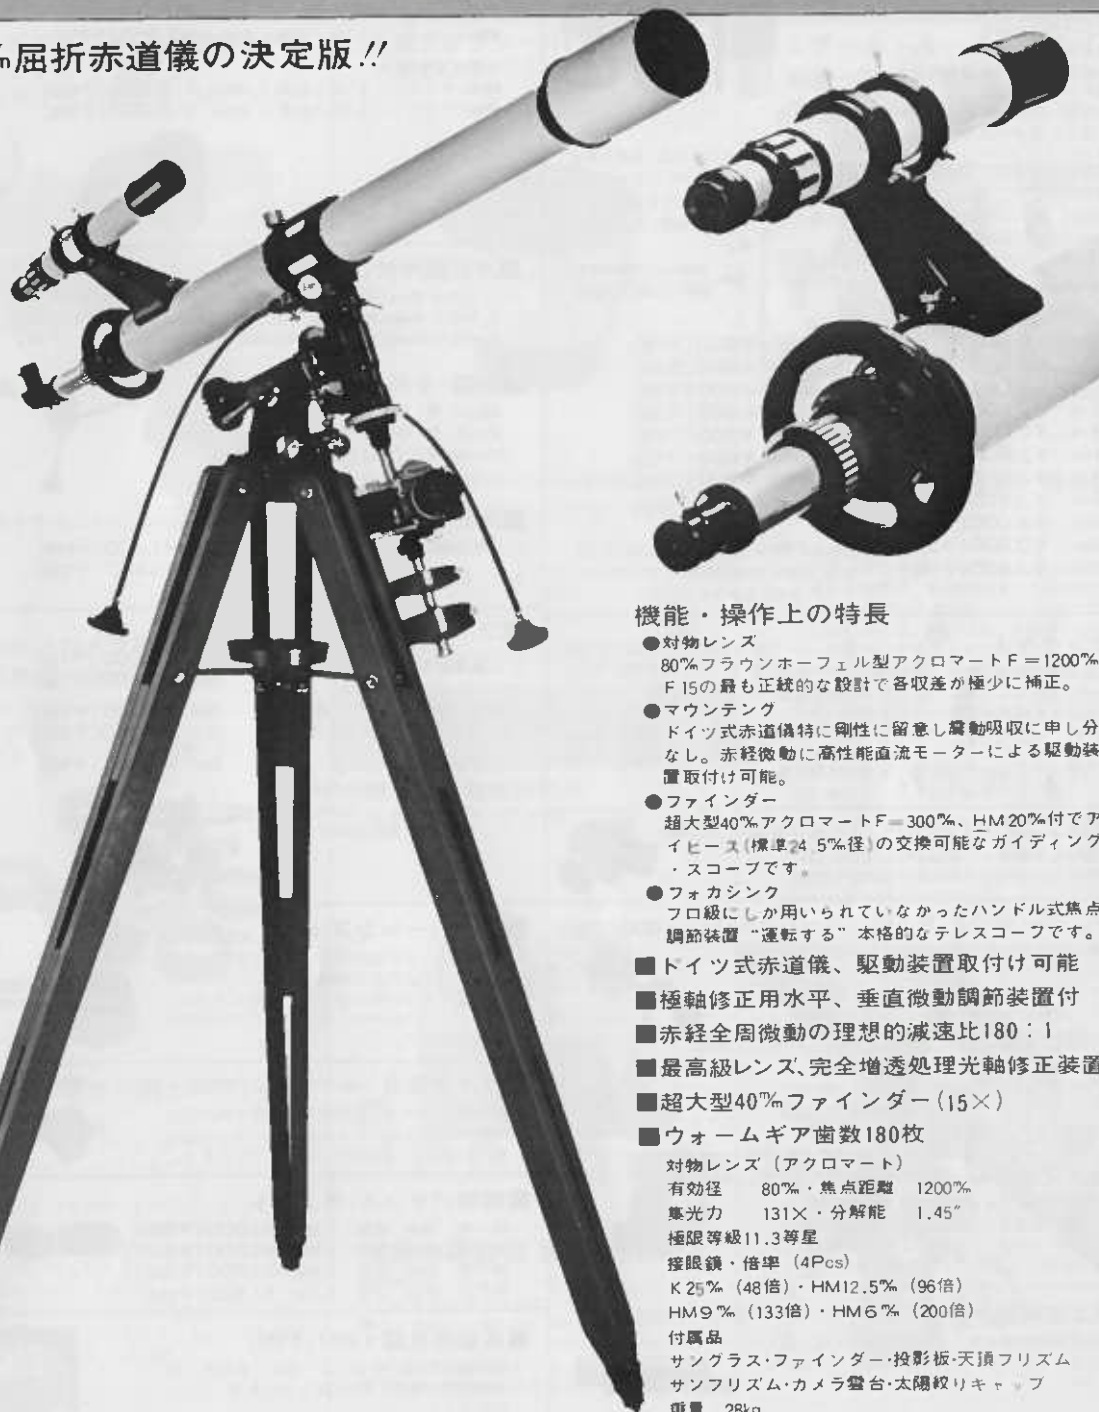 ㎜屈折赤道儀の決定版!!
機能・操作上の特長
●対物レンズ
80㎜フラウンホーフェル型アクロマートF=1200㎜
F15の最も正統的な設計で各収差が極少に補正。
●マウンテング
ドイツ式赤道儀特に剛性に留意し震動吸収に申し分
なし。赤経微動に高性能直流モーターによる駆動装
置取付け可能。
●ファインダー
超大型40㎜アクロマートF=300㎜、HM20㎜付でア
イピース(標準24.5㎜径)の交換可能なガイディング
・スコープです。
●フォカシング
プロ級にしか用いられていなかったハンドル式焦点
調節装置“運転する”本格的なテレスコープです。
■ドイツ式赤道儀、駆動装置取付け可能
■極軸修正用水平、垂直微動調節装置付
■赤経全周微動の理想的減速比180:1
■最高級レンズ、完全増透処理光軸修正装置
■超大型40㎜ファインダー(15×)
■ウォームギア歯数180枚
対物レンズ(アクロマート)
有効径 80㎜・焦点距離 1200㎜
集光力 131×・分解能 1.45″
極限等級11.3等星
接眼鏡・倍率(4Pcs)
K25㎜(48倍)・HM12.5㎜(96倍)
HM9㎜(133倍)・HM6㎜(200倍)
付属品
サングラス・ファインダー・投影板・天頂プリズム
サンプリズム・カメラ雲台・太陽絞りキャップ
重量 28kg